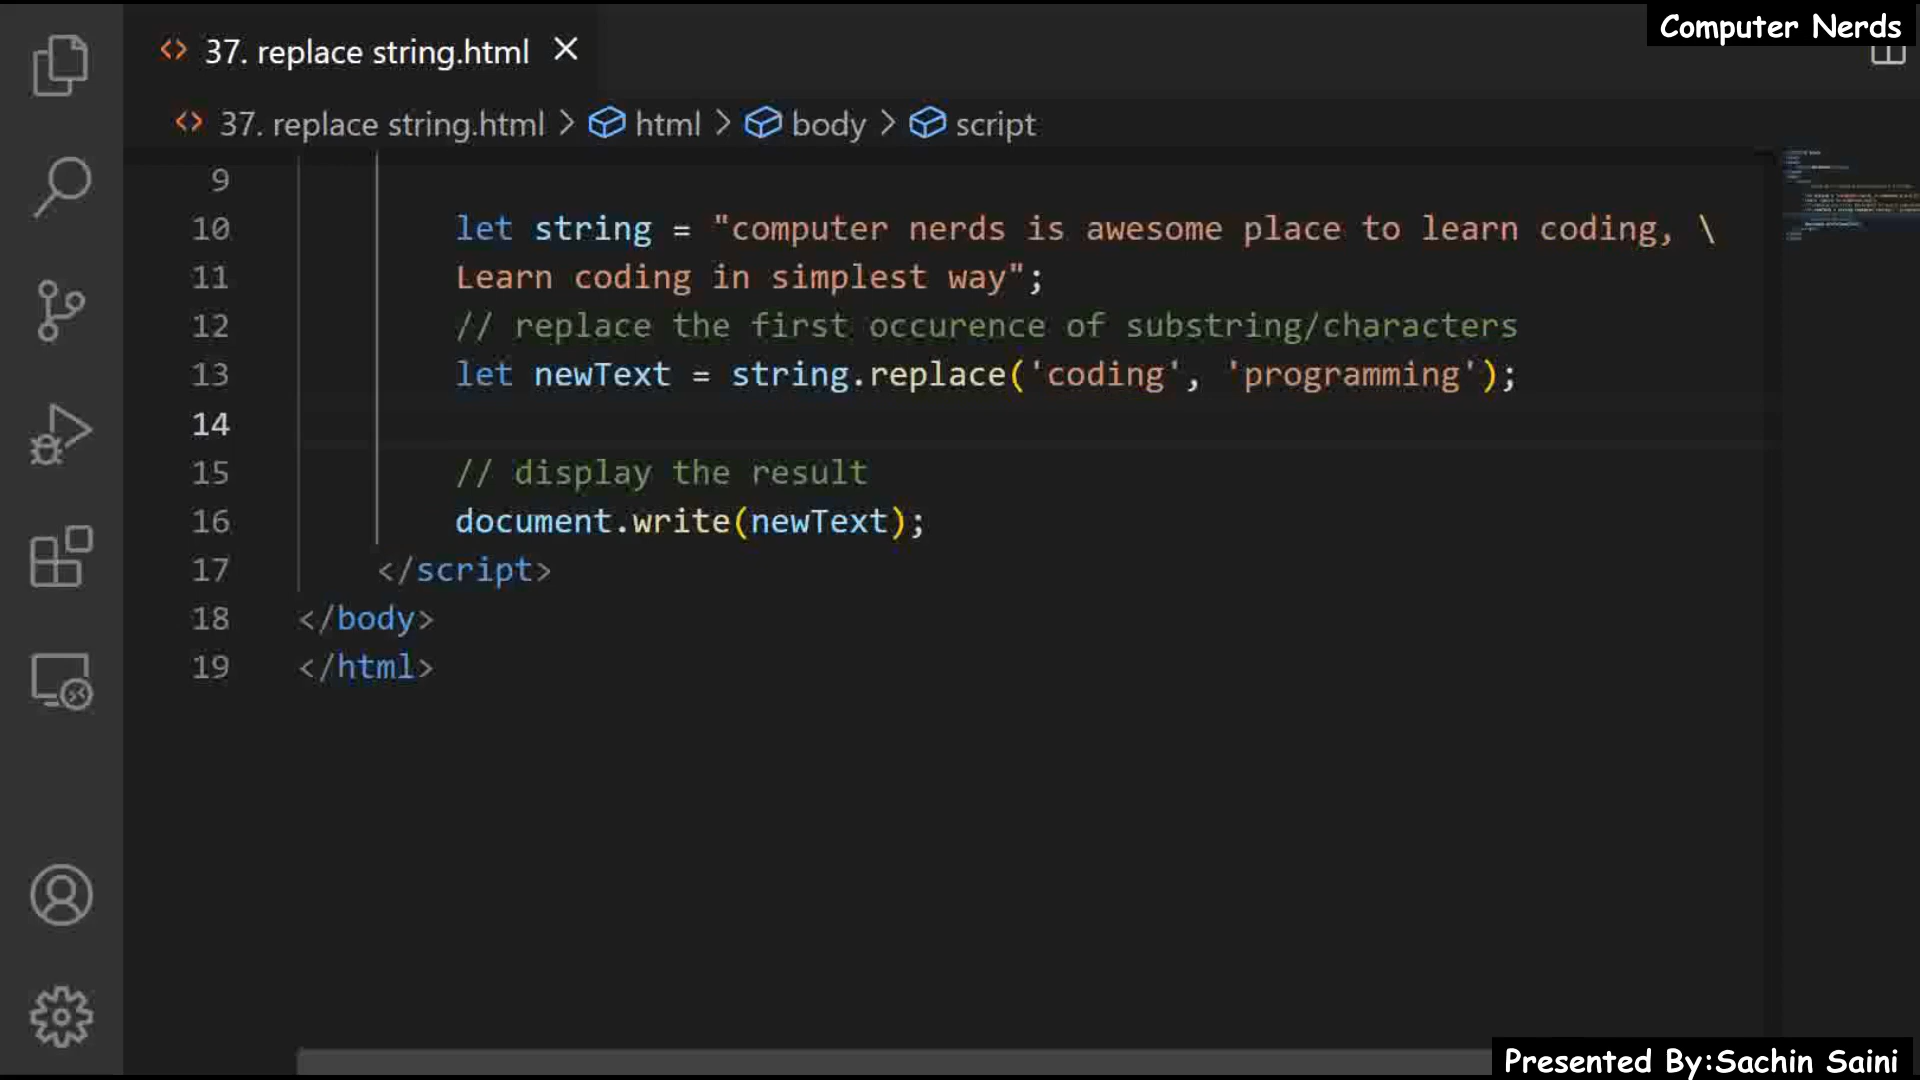 Computer Nerds
37. replace string.html
37. replace string.html > html > body > script
9
10 let string = "computer nerds is awesome place to learn coding, \
11 Learn coding in simplest way";
12 // replace the first occurence of substring/characters
13 let newText = string.replace('coding', 'programming');
14
15 // display the result
16 document.write(newText);
17 </script>
18 </body>
19 </html>
Presented By:Sachin Saini